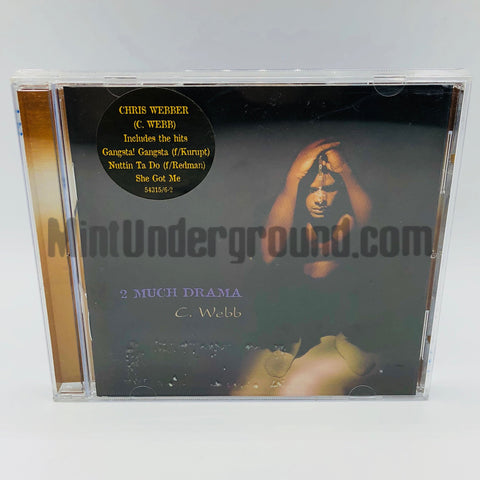 CHRIS WEBBER
(C. WEBB)
Includes the hits
Gangsta! Gangsta (f/Kurupt)
Nuttin Ta Do (f/Redman)
She Got Me
54315/6-2
MintUnderground.com
2 MUCH DRAMA
C. Webb